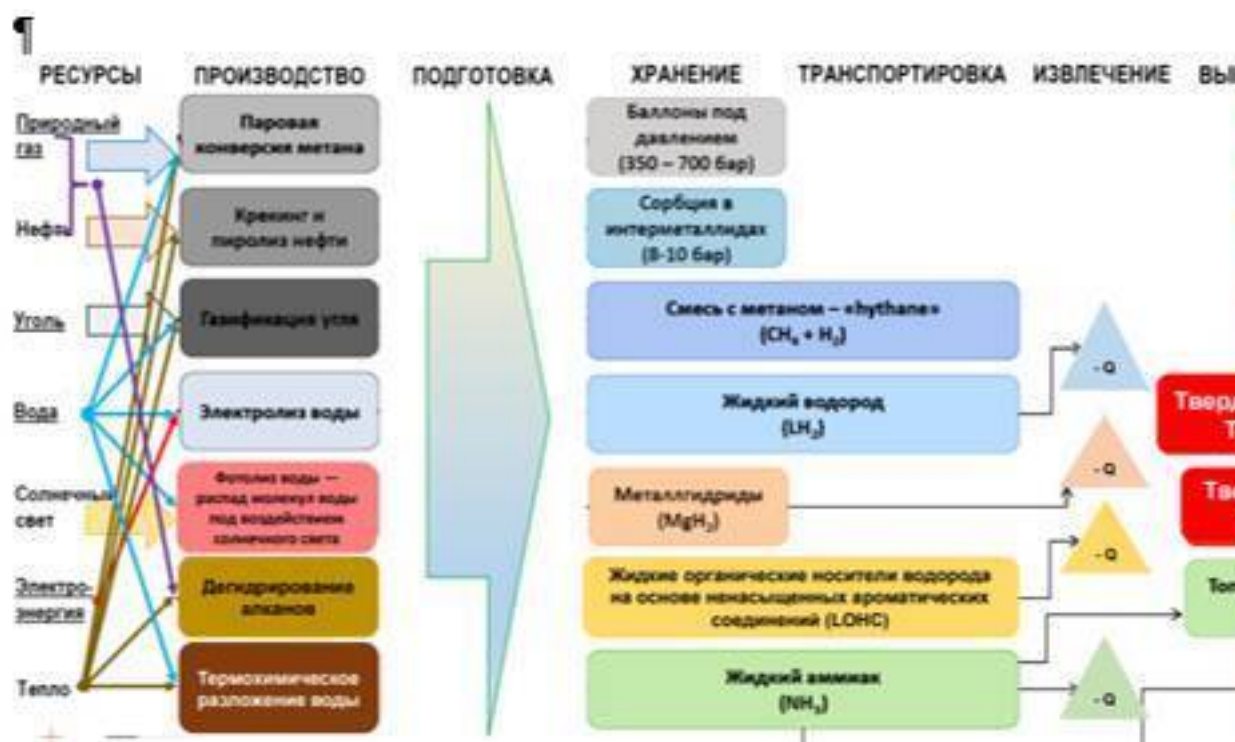 ¶
РЕСУРСЫ ПРОИЗВОДСТВО ПОДГОТОВКА ХРАНЕНИЕ ТРАНСПОРТИРОВКА ИЗВЛЕЧЕНИЕ
Природный
газ
Нефть
Уголь
Вода
Солнечный
свет
Электро-
энергия
Тепло
Паровая
конверсия метана
Крекинг и
пиролиз нефти
Газификация угля
Электролиз воды
Фотолиз воды —
распад молекул воды
под воздействием
солнечного света
Дегидрирование
алканов
Термохимическое
разложение воды
Баллоны под
давлением
(350 – 700 бар)
Сорбция в
интерметаллидах
(8-10 бар)
Смесь с метаном – «hythane»
(CH₄ + H₂)
Жидкий водород
(LH₂)
Металлгидриды
(MgH₂)
Жидкие органические носители водорода
на основе ненасыщенных ароматических
соединений (LOHC)
Жидкий аммиак
(NH₃)
- Q
- Q
- Q
- Q